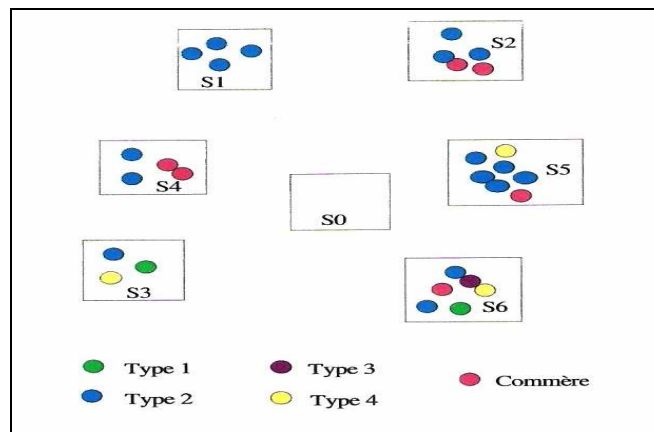 S1
S2
S4
S5
S0
S3
S6
Type 1
Type 3
Commère
Type 2
Type 4